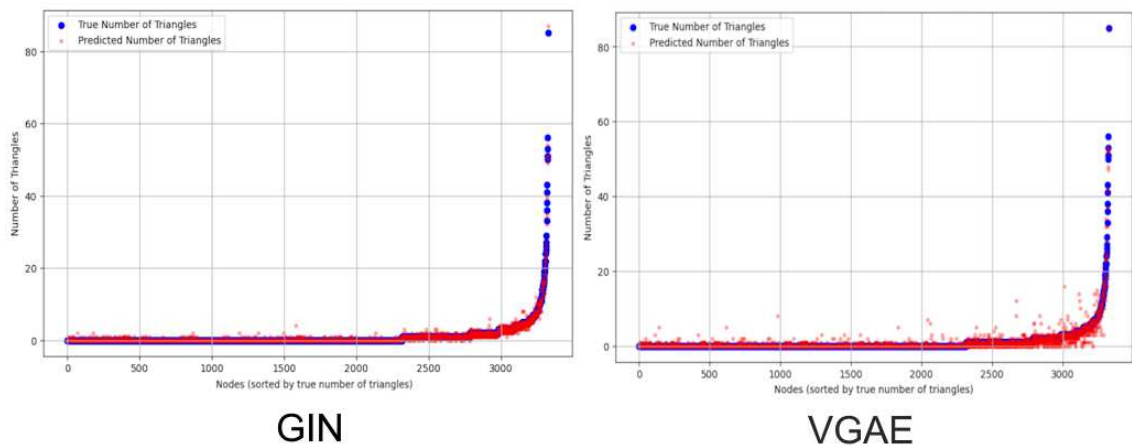 True Number of Triangles
Predicted Number of Triangles
Number of Triangles
80
60
40
20
0
0 500 1000 1500 2000 2500 3000
Nodes (sorted by true number of triangles)
GIN
True Number of Triangles
Predicted Number of Triangles
Number of Triangles
80
60
40
20
0
0 500 1000 1500 2000 2500 3000
Nodes (sorted by true number of triangles)
VGAE